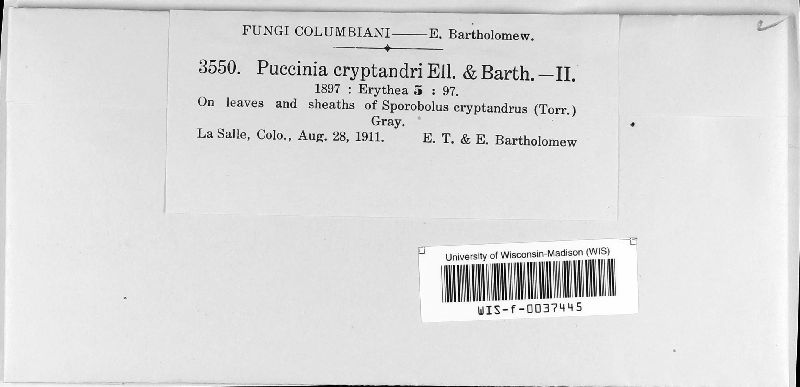 FUNGI COLUMBIANI—E. Bartholomew.
3550. Puccinia cryptandri Ell. & Barth.—II.
1897 : Erythea 5 : 97.
On leaves and sheaths of Sporobolus cryptandrus (Torr.)
Gray.
La Salle, Colo., Aug. 28, 1911. E. T. & E. Bartholomew
University of Wisconsin-Madison (WIS)
WIS-f-0037445